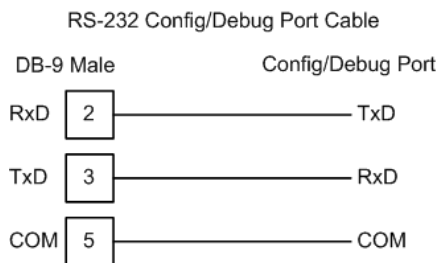 RS-232 Config/Debug Port Cable
DB-9 Male Config/Debug Port
RxD 2 TxD
TxD 3 RxD
COM 5 COM